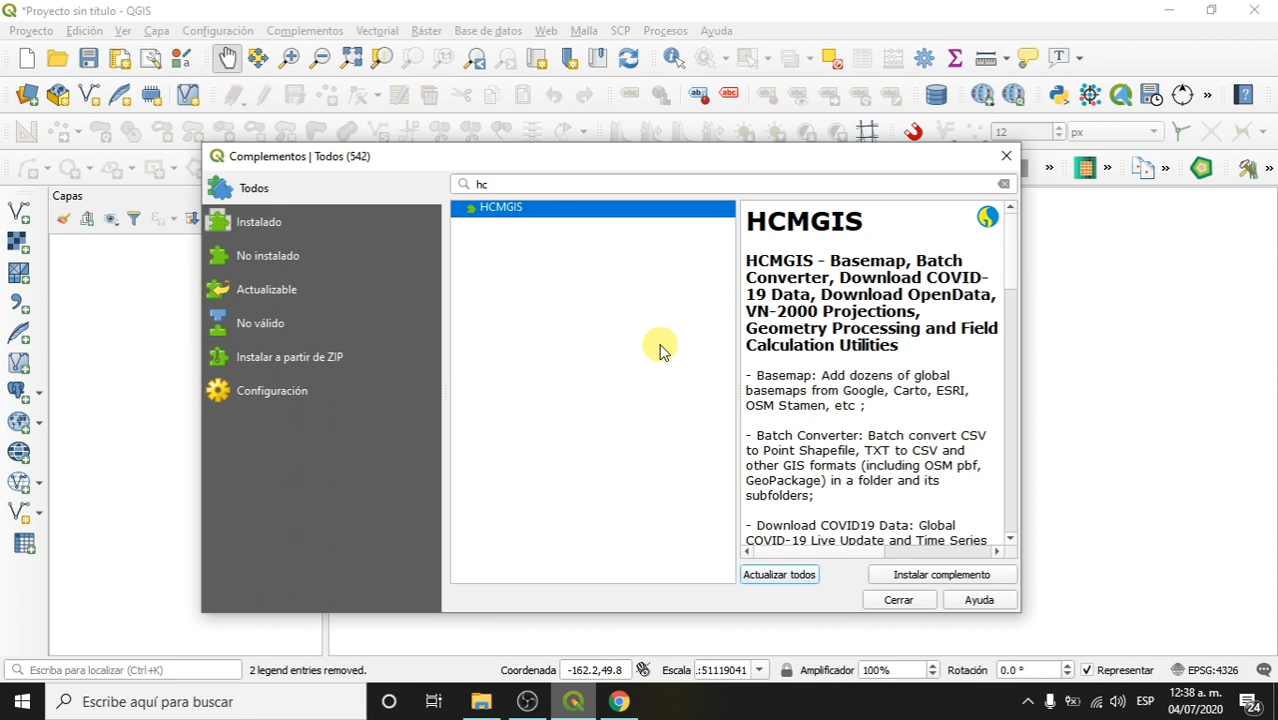 *Proyecto sin título - QGIS
Proyecto Edición Ver Capa Configuración Complementos Vectorial Ráster Base de datos Web Malla SCP Procesos Ayuda
12 px
Complementos | Todos (542)
Capas
Todos
Instalado
No instalado
Actualizable
No válido
Instalar a partir de ZIP
Configuración
hc
HCMGIS
HCMGIS
HCMGIS - Basemap, Batch
Converter, Download COVID-
19 Data, Download OpenData,
VN-2000 Projections,
Geometry Processing and Field
Calculation Utilities
- Basemap: Add dozens of global
basemaps from Google, Carto, ESRI,
OSM Stamen, etc ;
- Batch Converter: Batch convert CSV
to Point Shapefile, TXT to CSV and
other GIS formats (including OSM pbf,
GeoPackage) in a folder and its
subfolders;
- Download COVID19 Data: Global
COVID-19 Live Update and Time Series
Actualizar todos Instalar complemento
Cerrar Ayuda
Escriba para localizar (Ctrl+K) 2 legend entries removed. Coordenada -162.2,49.8 Escala :51119041 Amplificador 100% Rotación 0.0 ° Representar EPSG:4326
Escribe aquí para buscar
ESP
12:38 a. m.
04/07/2020
24